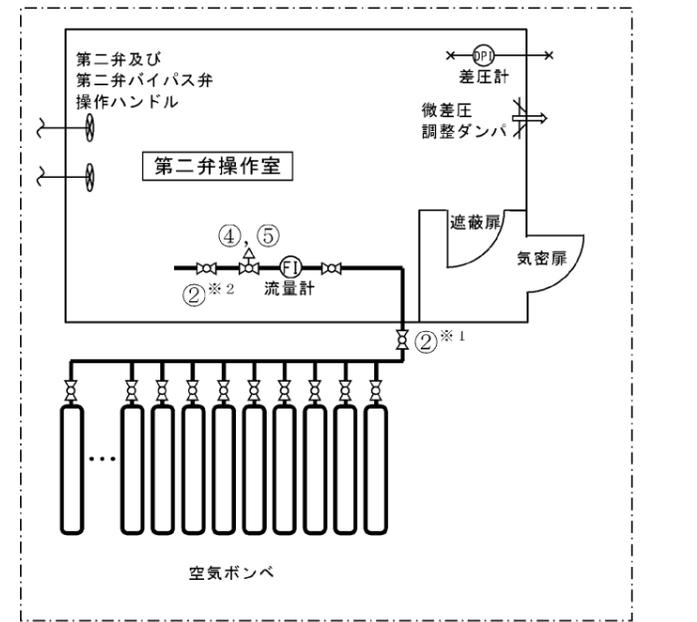 第二弁及び
第二弁バイパス弁
操作ハンドル
DPI
差圧計
微差圧
調整ダンパ
第二弁操作室
遮蔽扉
気密扉
④,⑤
FI
流量計
②※2
②※1
...
空気ボンベ